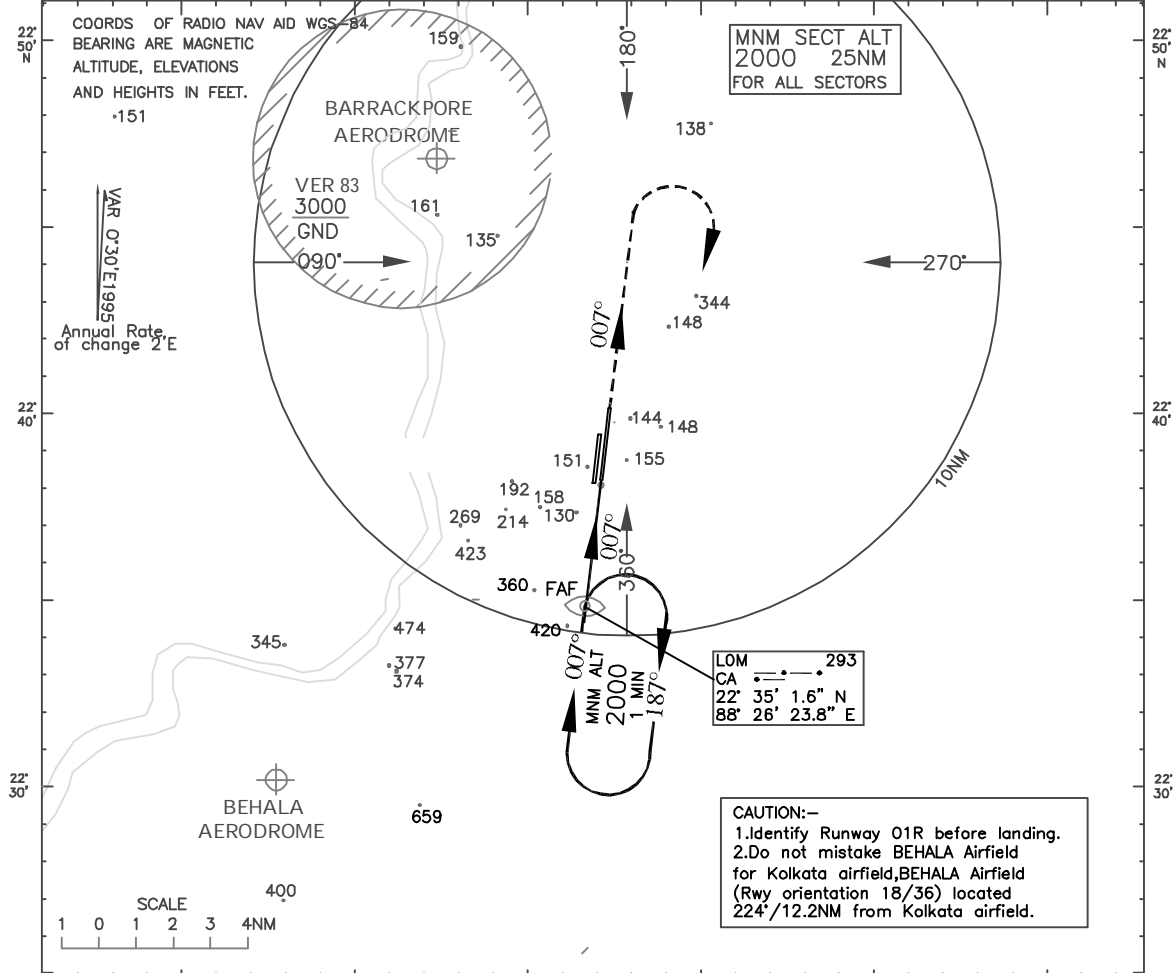 COORDS OF RADIO NAV AID WGS-84
BEARING ARE MAGNETIC
ALTITUDE, ELEVATIONS
AND HEIGHTS IN FEET.
22°
50'
N
151
159
BARRACKPORE
AERODROME
VER 83
3000
GND
161
135
090°
VAR 0°30'E1995
Annual Rate
of change 2'E
180°
MNM SECT ALT
2000 25NM
FOR ALL SECTORS
22°
50'
N
138
270°
344
148
007°
22°
40'
22°
40'
144
148
151
155
10NM
192
158
214
130
269
423
007°
360°
360
FAF
420
474
345
377
374
007°
MNM ALT
2000
1 MIN
187°
LOM 293
CA
22° 35' 1.6" N
88° 26' 23.8" E
22°
30'
22°
30'
BEHALA
AERODROME
659
400
CAUTION:-
1.Identify Runway 01R before landing.
2.Do not mistake BEHALA Airfield
for Kolkata airfield,BEHALA Airfield
(Rwy orientation 18/36) located
224°/12.2NM from Kolkata airfield.
SCALE
1 0 1 2 3 4NM